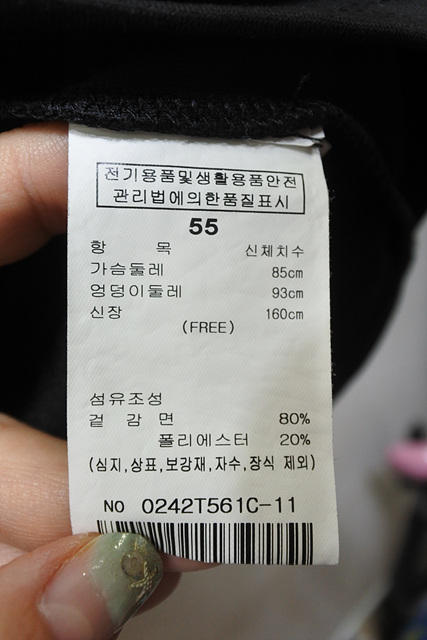 전기용품및생활용품안전
관리법에의한품질표시
55
항 목 신체치수
가슴둘레 85cm
엉덩이둘레 93cm
신장 160cm
(FREE)
섬유조성
겉 감 면 80%
폴리에스터 20%
(심지,상표,보강재,자수,장식 제외)
NO 0242T561C-11